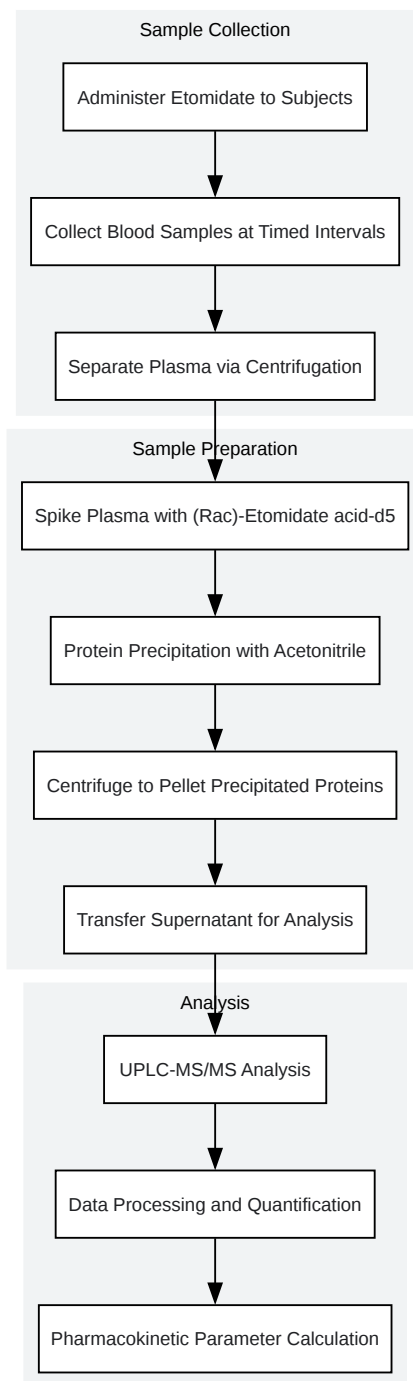 Sample Collection
Administer Etomidate to Subjects
Collect Blood Samples at Timed Intervals
Separate Plasma via Centrifugation
Sample Preparation
Spike Plasma with (Rac)-Etomidate acid-d5
Protein Precipitation with Acetonitrile
Centrifuge to Pellet Precipitated Proteins
Transfer Supernatant for Analysis
Analysis
UPLC-MS/MS Analysis
Data Processing and Quantification
Pharmacokinetic Parameter Calculation